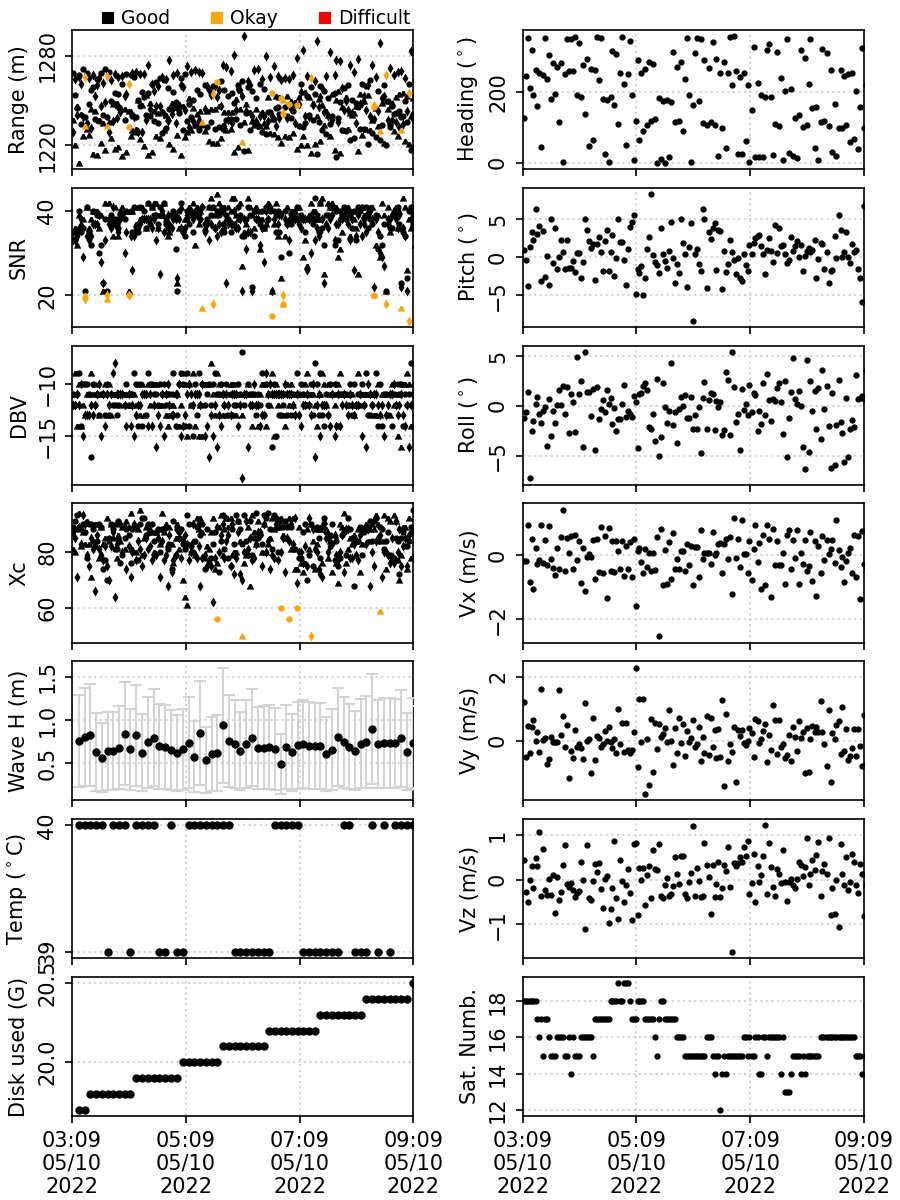 Good Okay Difficult
Range (m)
1280
1220
Heading (°)
200
0
SNR
40
20
Pitch (°)
5
0
−5
DBV
−10
−15
Roll (°)
5
0
−5
Xc
80
60
Vx (m/s)
0
−2
Wave H (m)
1.5
1.0
0.5
Vy (m/s)
2
0
Temp (°C)
40
39
Vz (m/s)
1
0
−1
Disk used (G)
20.5
20.0
Sat. Numb.
18
16
14
12
03:09 05:09 07:09 09:09 03:09 05:09 07:09 09:09
05/10 05/10 05/10 05/10 05/10 05/10 05/10 05/10
2022 2022 2022 2022 2022 2022 2022 2022